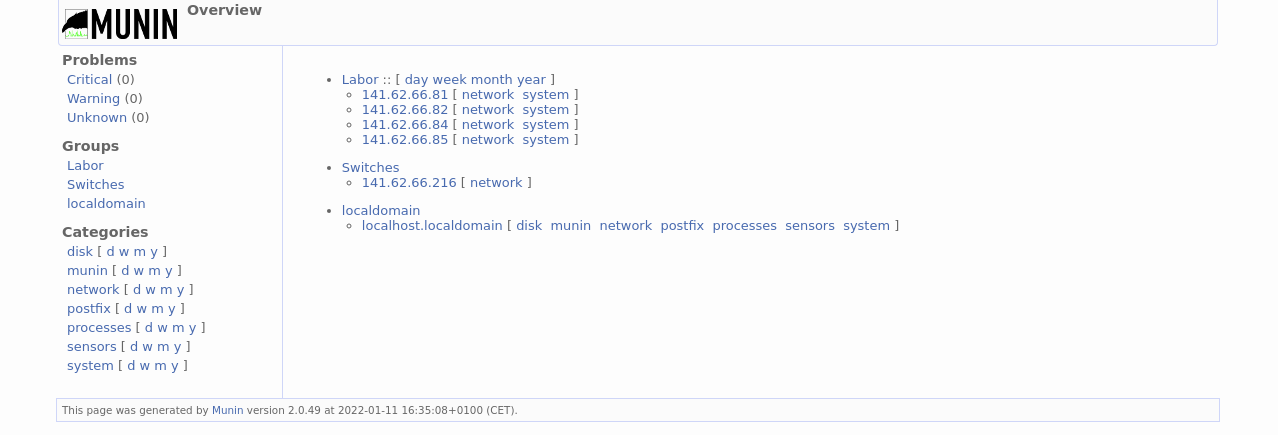 MUNIN Overview
Problems
Critical (0)
Warning (0)
Unknown (0)
Groups
Labor
Switches
localdomain
Categories
disk [ d w m y ]
munin [ d w m y ]
network [ d w m y ]
postfix [ d w m y ]
processes [ d w m y ]
sensors [ d w m y ]
system [ d w m y ]
Labor :: [ day week month year ]
141.62.66.81 [ network system ]
141.62.66.82 [ network system ]
141.62.66.84 [ network system ]
141.62.66.85 [ network system ]
Switches
141.62.66.216 [ network ]
localdomain
localhost.localdomain [ disk munin network postfix processes sensors system ]
This page was generated by Munin version 2.0.49 at 2022-01-11 16:35:08+0100 (CET).